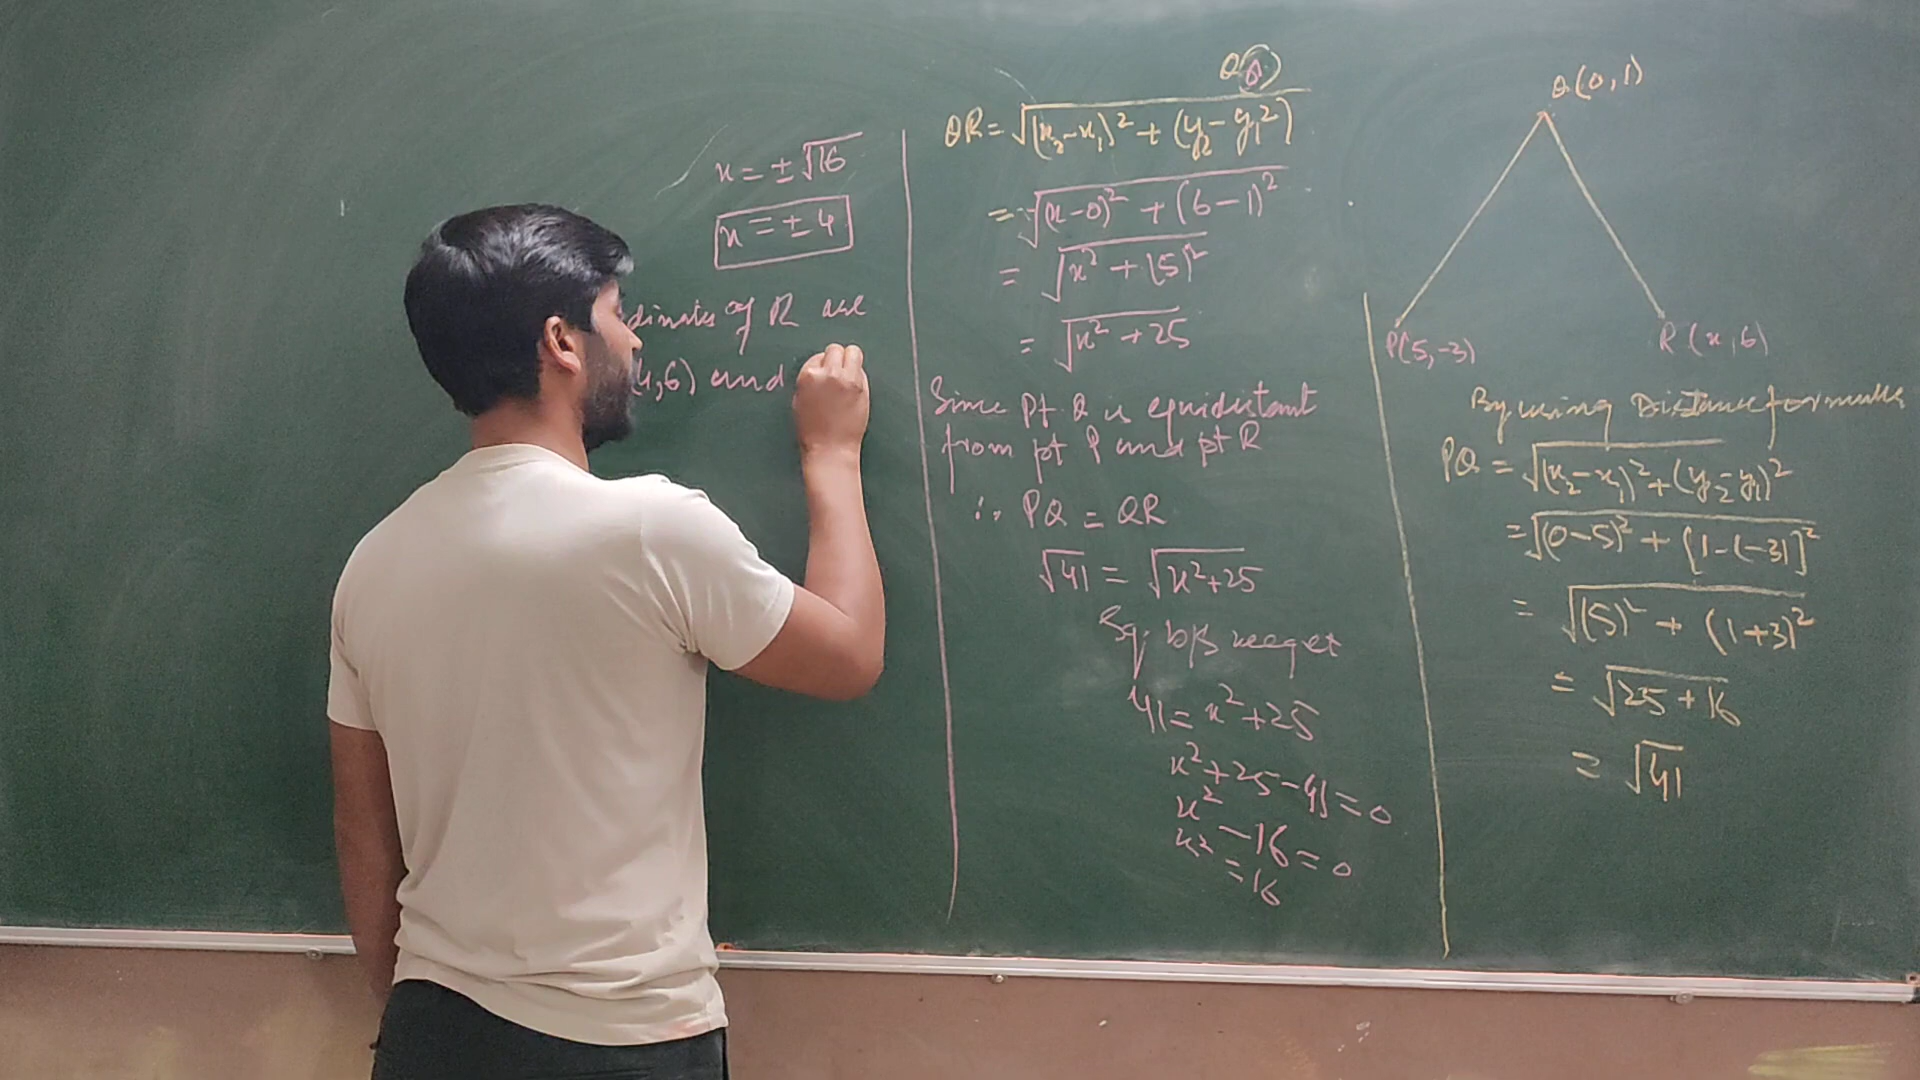 Q(0,1)
P(5,-3)
R(x,6)
By using Distance formula
PQ = √(x₂-x₁)²+(y₂-y₁)²
=√(0-5)² + [1-(-3)]²
= √(5)² + (1+3)²
= √25+16
= √41
QR = √(x₂-x₁)²+(y₂-y₁²)
= √(x-0)² + (6-1)²
= √x² + (5)²
= √x²+25
Since pt Q is equidistant
from pt P and pt R
∴ PQ = QR
√41 = √x²+25
Sq. b/s we get
41 = x²+25
x²+25-41=0
x²-16=0
x²=16
x = ±√16
x = ±4
dinates of R are
4,6) and